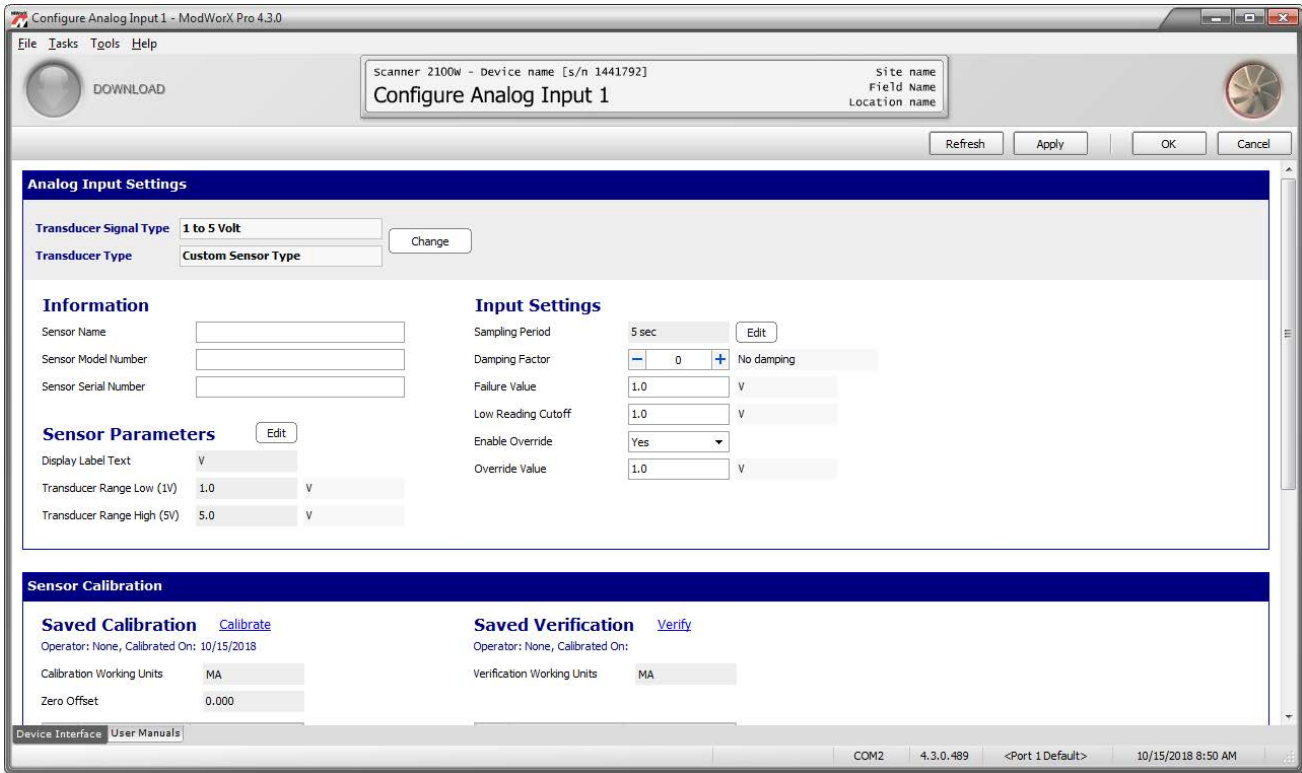 Configure Analog Input 1 - ModWorX Pro 4.3.0
File Tasks Tools Help
DOWNLOAD
Scanner 2100W - Device name [s/n 1441792]
Configure Analog Input 1
Site name
Field Name
Location name
Refresh Apply OK Cancel
Analog Input Settings
Transducer Signal Type 1 to 5 Volt
Change
Transducer Type Custom Sensor Type
Information
Sensor Name
Sensor Model Number
Sensor Serial Number
Sensor Parameters Edit
Display Label Text V
Transducer Range Low (1V) 1.0 V
Transducer Range High (5V) 5.0 V
Input Settings
Sampling Period 5 sec Edit
Damping Factor − 0 + No damping
Failure Value 1.0 V
Low Reading Cutoff 1.0 V
Enable Override Yes
Override Value 1.0 V
Sensor Calibration
Saved Calibration Calibrate
Operator: None, Calibrated On: 10/15/2018
Calibration Working Units MA
Zero Offset 0.000
Saved Verification Verify
Operator: None, Calibrated On:
Verification Working Units MA
Device Interface User Manuals
COM2 4.3.0.489 <Port 1 Default> 10/15/2018 8:50 AM